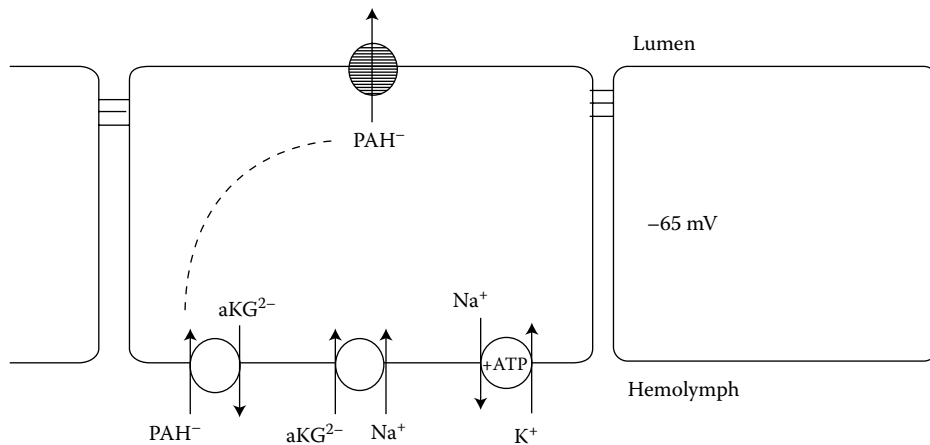 Lumen
PAH⁻
−65 mV
aKG²⁻
Na⁺
+ATP
Hemolymph
PAH⁻
aKG²⁻
Na⁺
K⁺